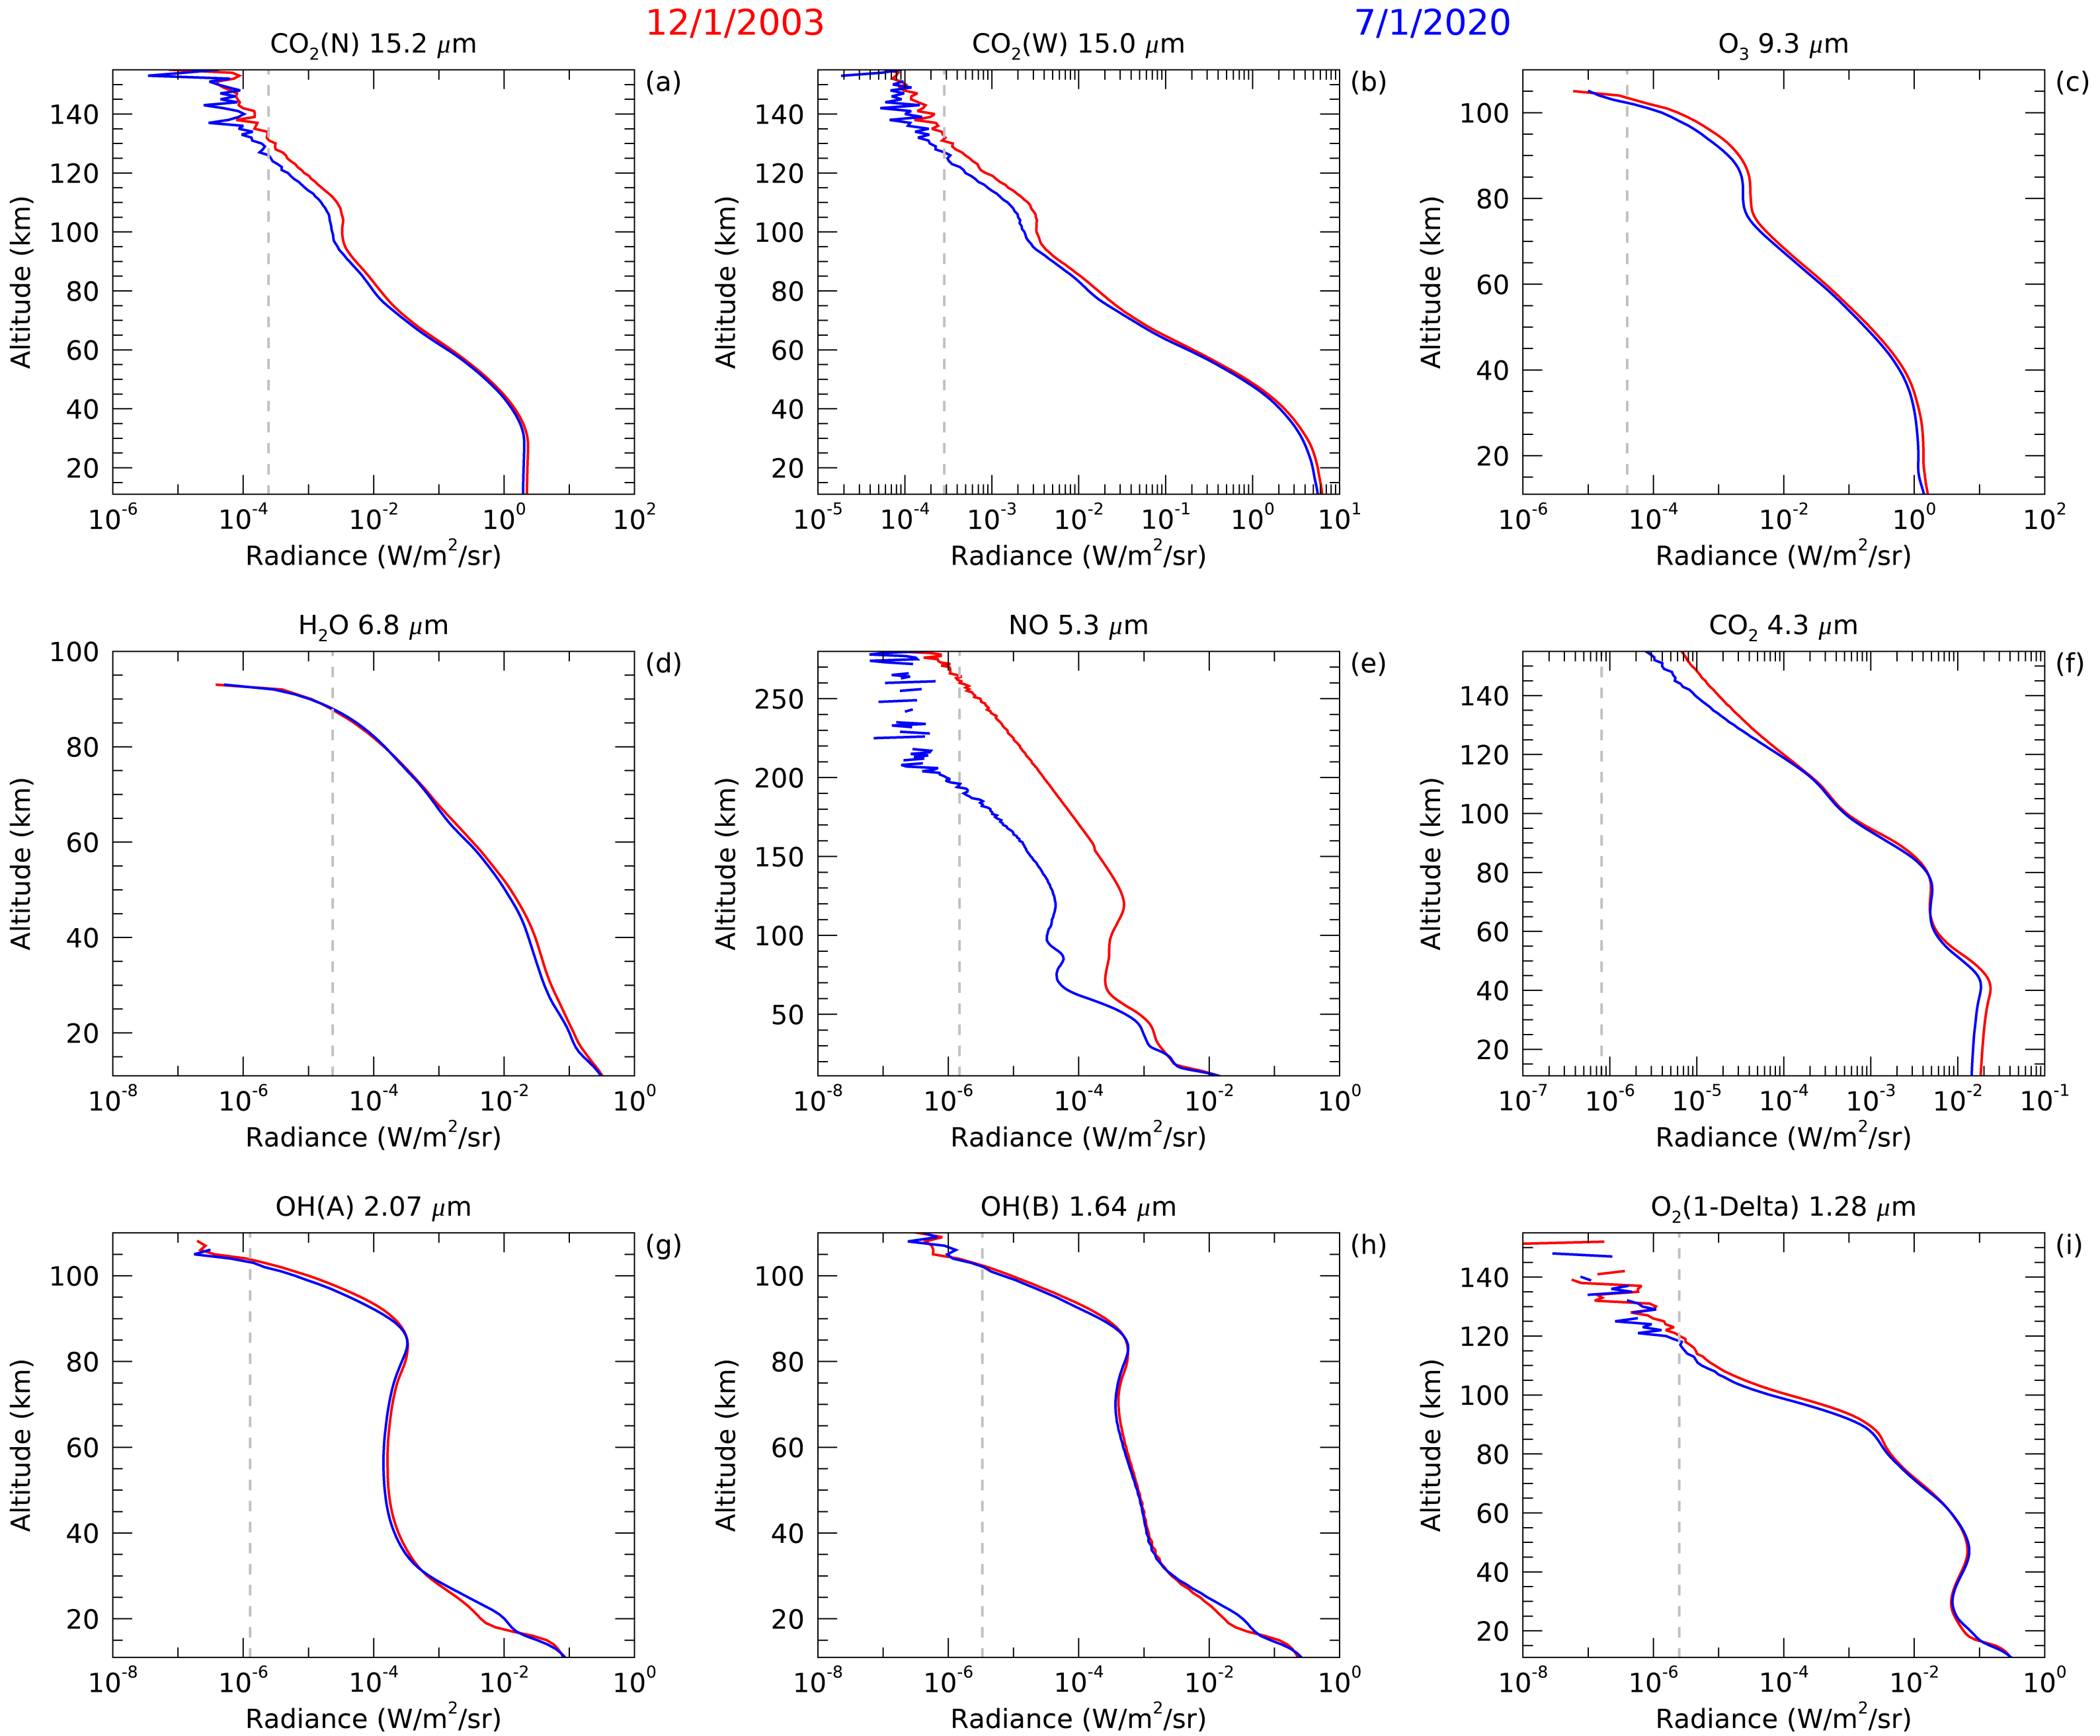 12/1/2003 7/1/2020
CO₂(N) 15.2 μm
(a)
140
120
100
80
60
40
20
Altitude (km)
10⁻⁶ 10⁻⁴ 10⁻² 10⁰ 10²
Radiance (W/m²/sr)
CO₂(W) 15.0 μm
(b)
140
120
100
80
60
40
20
Altitude (km)
10⁻⁵ 10⁻⁴ 10⁻³ 10⁻² 10⁻¹ 10⁰ 10¹
Radiance (W/m²/sr)
O₃ 9.3 μm
(c)
100
80
60
40
20
Altitude (km)
10⁻⁶ 10⁻⁴ 10⁻² 10⁰ 10²
Radiance (W/m²/sr)
H₂O 6.8 μm
(d)
100
80
60
40
20
Altitude (km)
10⁻⁸ 10⁻⁶ 10⁻⁴ 10⁻² 10⁰
Radiance (W/m²/sr)
NO 5.3 μm
(e)
250
200
150
100
50
Altitude (km)
10⁻⁸ 10⁻⁶ 10⁻⁴ 10⁻² 10⁰
Radiance (W/m²/sr)
CO₂ 4.3 μm
(f)
140
120
100
80
60
40
20
Altitude (km)
10⁻⁷ 10⁻⁶ 10⁻⁵ 10⁻⁴ 10⁻³ 10⁻² 10⁻¹
Radiance (W/m²/sr)
OH(A) 2.07 μm
(g)
100
80
60
40
20
Altitude (km)
10⁻⁸ 10⁻⁶ 10⁻⁴ 10⁻² 10⁰
Radiance (W/m²/sr)
OH(B) 1.64 μm
(h)
100
80
60
40
20
Altitude (km)
10⁻⁸ 10⁻⁶ 10⁻⁴ 10⁻² 10⁰
Radiance (W/m²/sr)
O₂(1-Delta) 1.28 μm
(i)
140
120
100
80
60
40
20
Altitude (km)
10⁻⁸ 10⁻⁶ 10⁻⁴ 10⁻² 10⁰
Radiance (W/m²/sr)